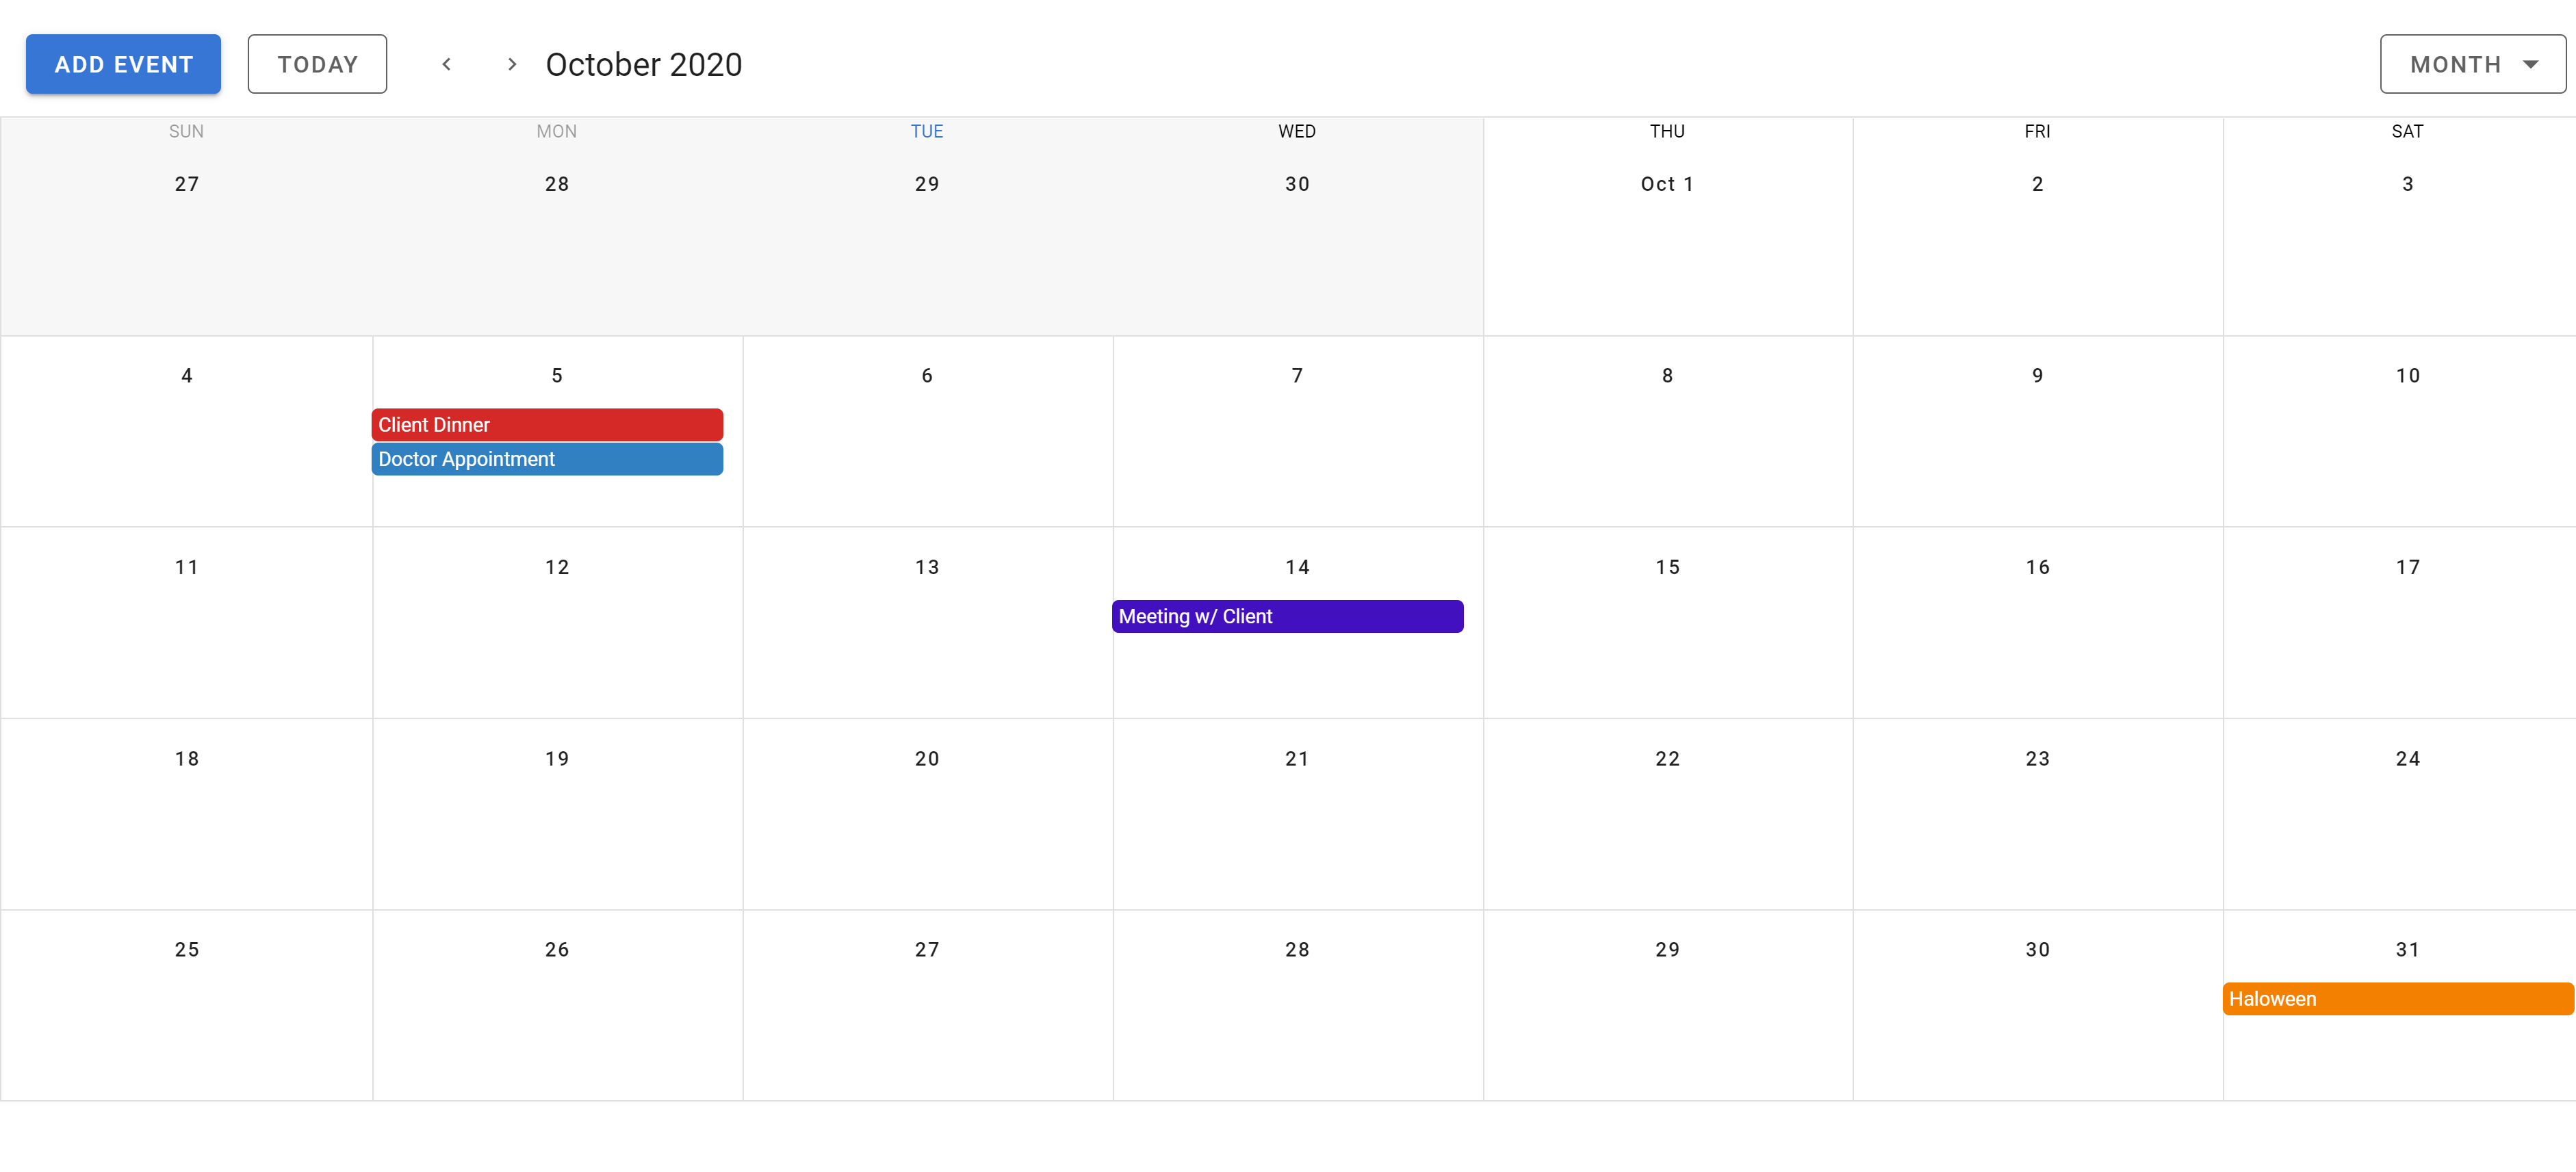 ADD EVENT TODAY October 2020 MONTH
SUN MON TUE WED THU FRI SAT
27 28 29 30 Oct 1 2 3
4 5 6 7 8 9 10
Client Dinner
Doctor Appointment
11 12 13 14 15 16 17
Meeting w/ Client
18 19 20 21 22 23 24
25 26 27 28 29 30 31
Haloween